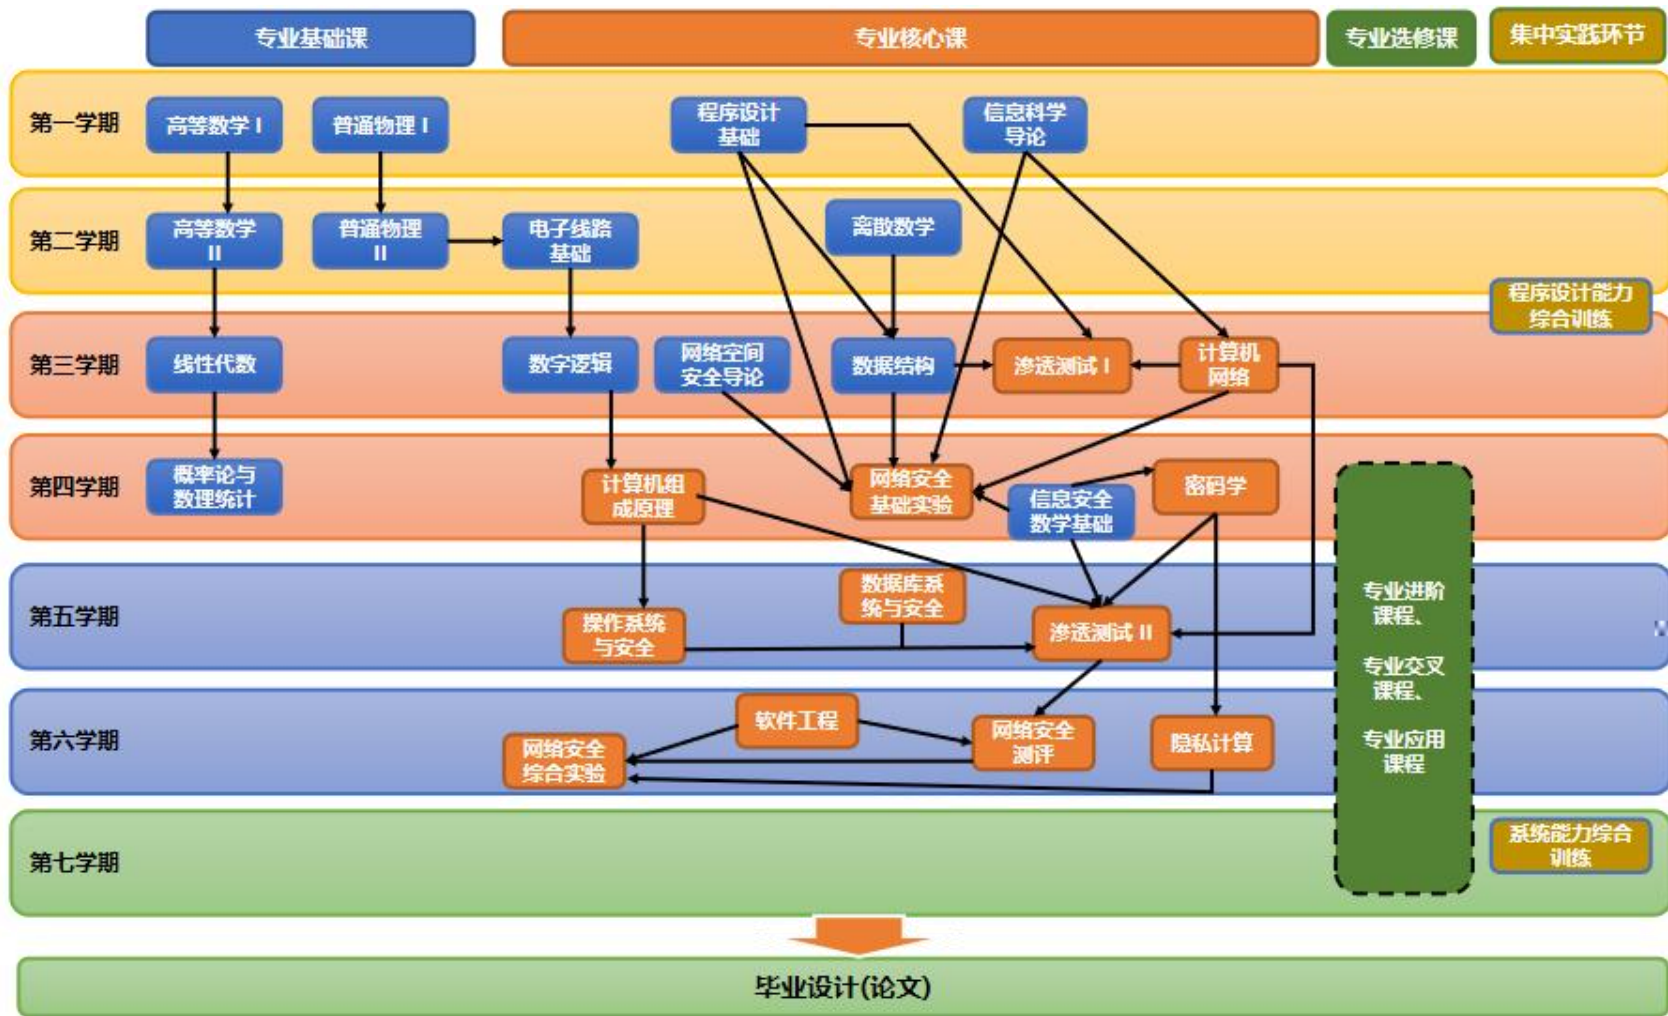 专业基础课
专业核心课
专业选修课
集中实践环节
第一学期
高等数学 I
普通物理 I
程序设计
基础
信息科学
导论
第二学期
高等数学
II
普通物理
II
电子线路
基础
离散数学
程序设计能力
综合训练
第三学期
线性代数
数字逻辑
网络空间
安全导论
数据结构
渗透测试 I
计算机
网络
第四学期
概率论与
数理统计
计算机组
成原理
网络安全
基础实验
信息安全
数学基础
密码学
第五学期
操作系统
与安全
数据库系
统与安全
渗透测试 II
专业进阶
课程、
专业交叉
课程、
专业应用
课程
第六学期
网络安全
综合实验
软件工程
网络安全
测评
隐私计算
第七学期
系统能力综合
训练
毕业设计(论文)